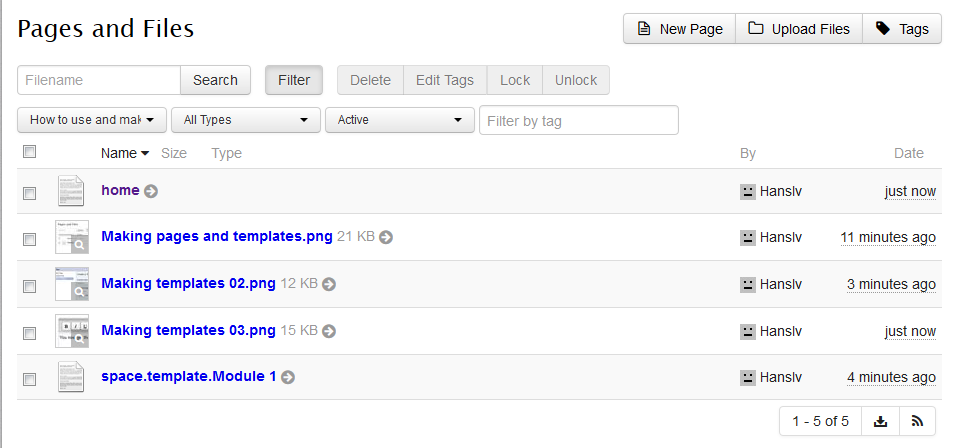 Pages and Files
New Page Upload Files Tags
Filename Search Filter Delete Edit Tags Lock Unlock
How to use and mak All Types Active Filter by tag
Name Size Type By Date
home Hanslv just now
Making pages and templates.png 21 KB Hanslv 11 minutes ago
Making templates 02.png 12 KB Hanslv 3 minutes ago
Making templates 03.png 15 KB Hanslv just now
space.template.Module 1 Hanslv 4 minutes ago
1 - 5 of 5